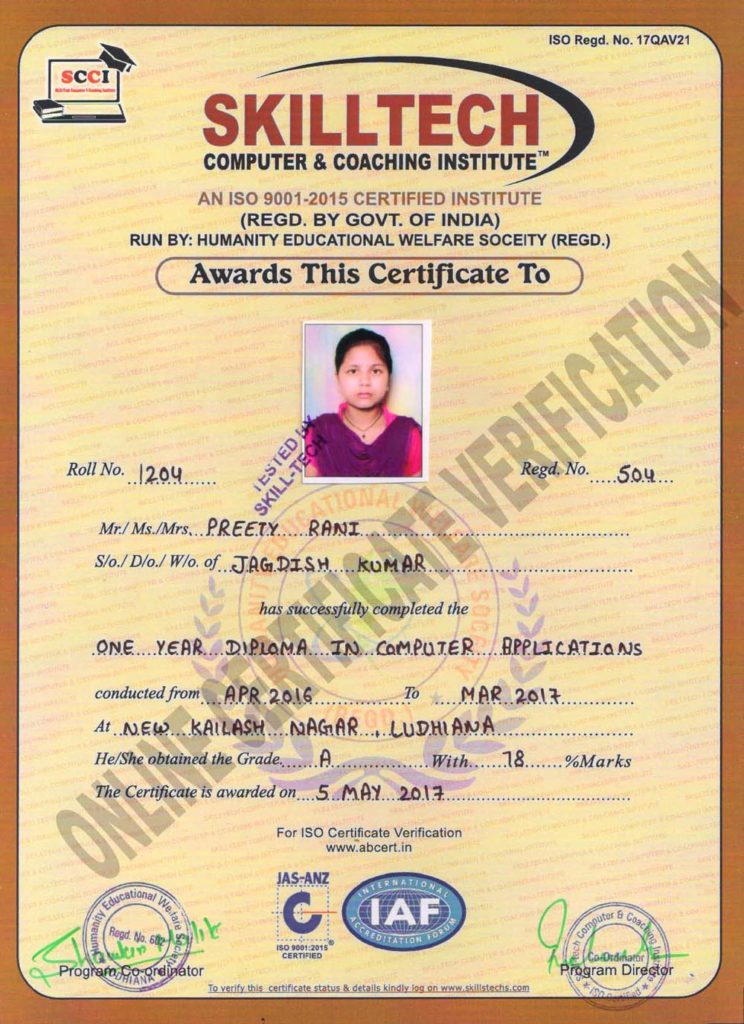 ISO Regd. No. 17QAV21
SCCI
SKILLTECH
COMPUTER & COACHING INSTITUTE™
AN ISO 9001-2015 CERTIFIED INSTITUTE
(REGD. BY GOVT. OF INDIA)
RUN BY: HUMANITY EDUCATIONAL WELFARE SOCEITY (REGD.)
Awards This Certificate To
TESTED BY
SKILL-TECH
Roll No. 1204 Regd. No. 504
Mr./ Ms./Mrs. PREETY RANI
S/o./ D/o./ W/o. of JAGDISH KUMAR
has successfully completed the
ONE YEAR DIPLOMA IN COMPUTER APPLICATIONS
conducted from APR 2016 To MAR 2017
At NEW KAILASH NAGAR, LUDHIANA
He/She obtained the Grade A With 78 %Marks
The Certificate is awarded on 5 MAY 2017
ONLINE CERTIFICATE VERIFICATION
HUMANITY EDUCATIONAL WELFARE SOCIETY
(REGD.)
For ISO Certificate Verification
www.abcert.in
JAS-ANZ
C
ISO 9001:2015
CERTIFIED
INTERNATIONAL
IAF
ACCREDITATION FORUM
Humanity Educational Welfare Society
Regd. No. 602
LUDHIANA
Program Co-ordinator
Skilltech Computer & Coaching Institute
Co-Ordinator
ISO Certified
Program Director
To verify this certificate status & details kindly log on www.skillstechs.com